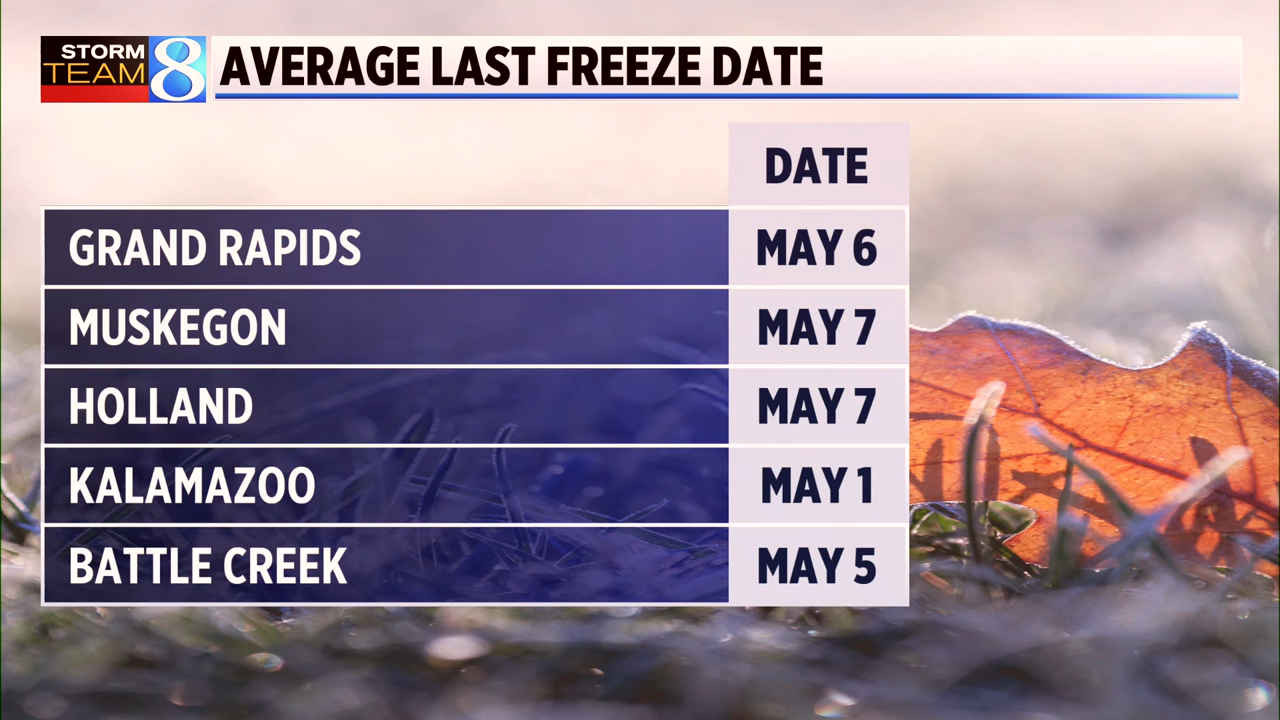 STORM
TEAM
8
AVERAGE LAST FREEZE DATE
DATE
GRAND RAPIDS MAY 6
MUSKEGON MAY 7
HOLLAND MAY 7
KALAMAZOO MAY 1
BATTLE CREEK MAY 5